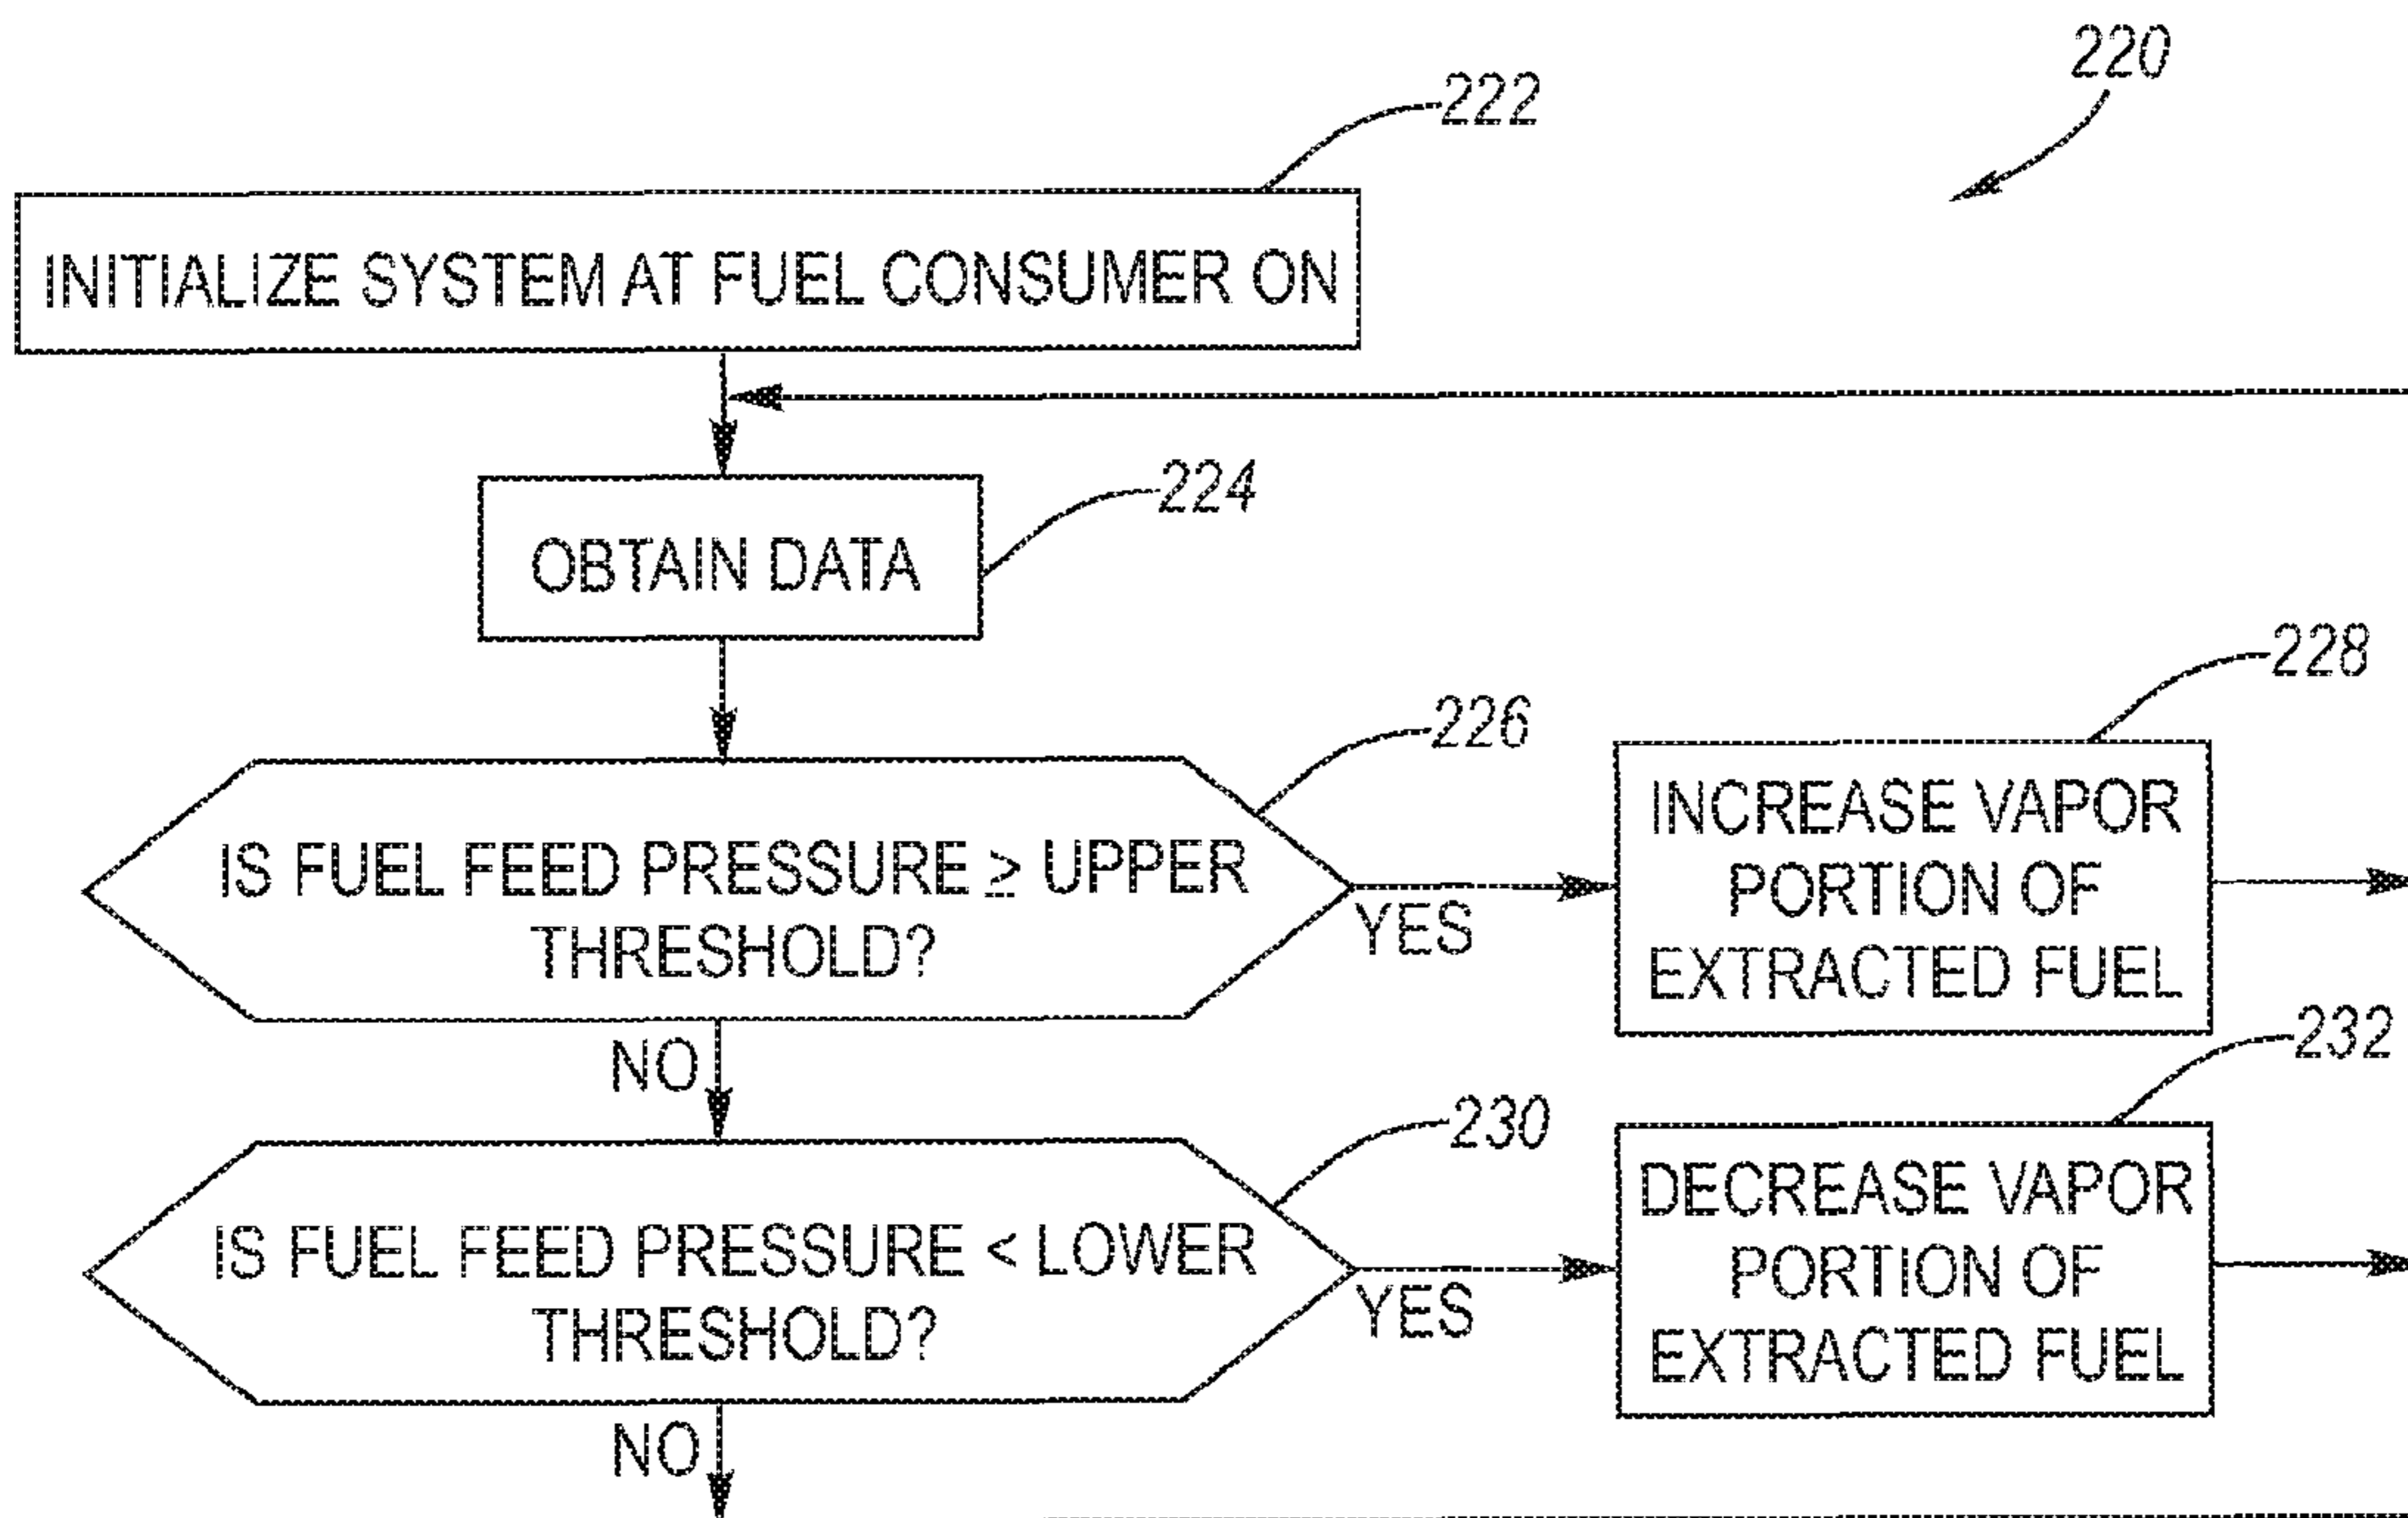 220
222
INITIALIZE SYSTEM AT FUEL CONSUMER ON
224
OBTAIN DATA
226
IS FUEL FEED PRESSURE ≥ UPPER
THRESHOLD?
YES
228
INCREASE VAPOR
PORTION OF
EXTRACTED FUEL
NO
230
IS FUEL FEED PRESSURE < LOWER
THRESHOLD?
YES
232
DECREASE VAPOR
PORTION OF
EXTRACTED FUEL
NO